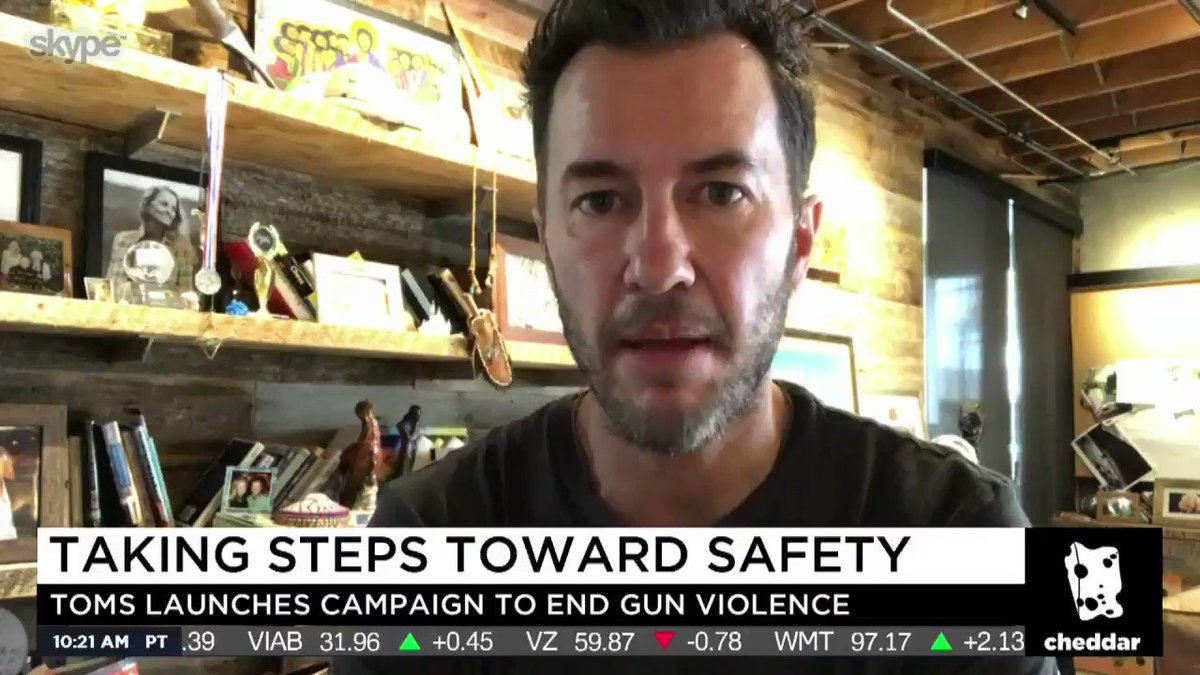 skype™
TAKING STEPS TOWARD SAFETY
TOMS LAUNCHES CAMPAIGN TO END GUN VIOLENCE
10:21 AM PT .39 VIAB 31.96 ▲ +0.45 VZ 59.87 ▼ -0.78 WMT 97.17 ▲ +2.13
cheddar